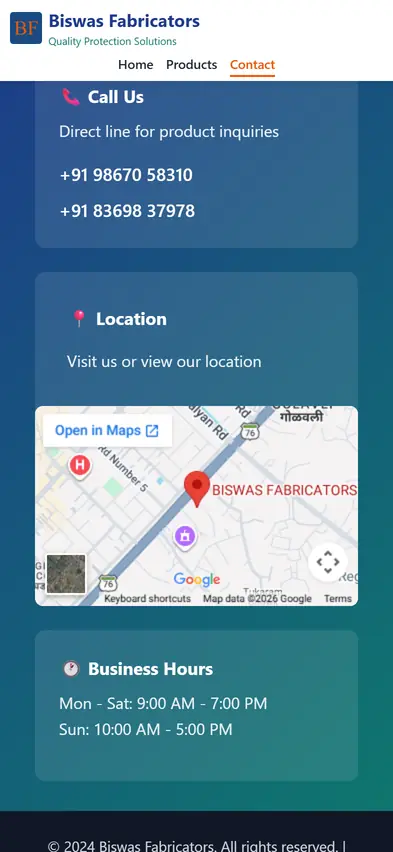 BF
Biswas Fabricators
Quality Protection Solutions
Home Products Contact
Call Us
Direct line for product inquiries
+91 98670 58310
+91 83698 37978
Location
Visit us or view our location
Open in Maps
Rd
गोळवली
76
Rd Number 5
H
BISWAS FABRICATORS
76
Google
Tukaram
Keyboard shortcuts Map data ©2026 Google Terms
Business Hours
Mon - Sat: 9:00 AM - 7:00 PM
Sun: 10:00 AM - 5:00 PM
© 2024 Biswas Fabricators. All rights reserved. |